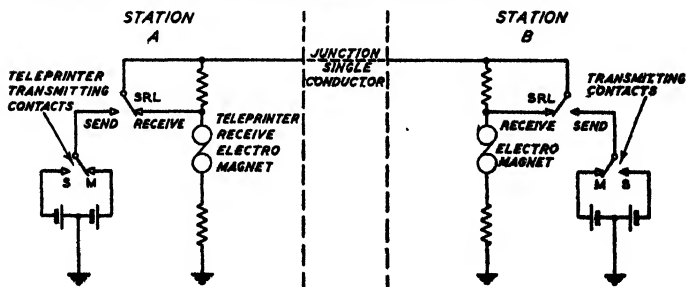 STATION
A
JUNCTION
SINGLE
CONDUCTOR
STATION
B
TELEPRINTER
TRANSMITTING
CONTACTS
SRL
SEND
RECEIVE
TELEPRINTER
RECEIVE
ELECTRO
MAGNET
S
M
TRANSMITTING
CONTACTS
SRL
RECEIVE
SEND
ELECTRO
MAGNET
M
S